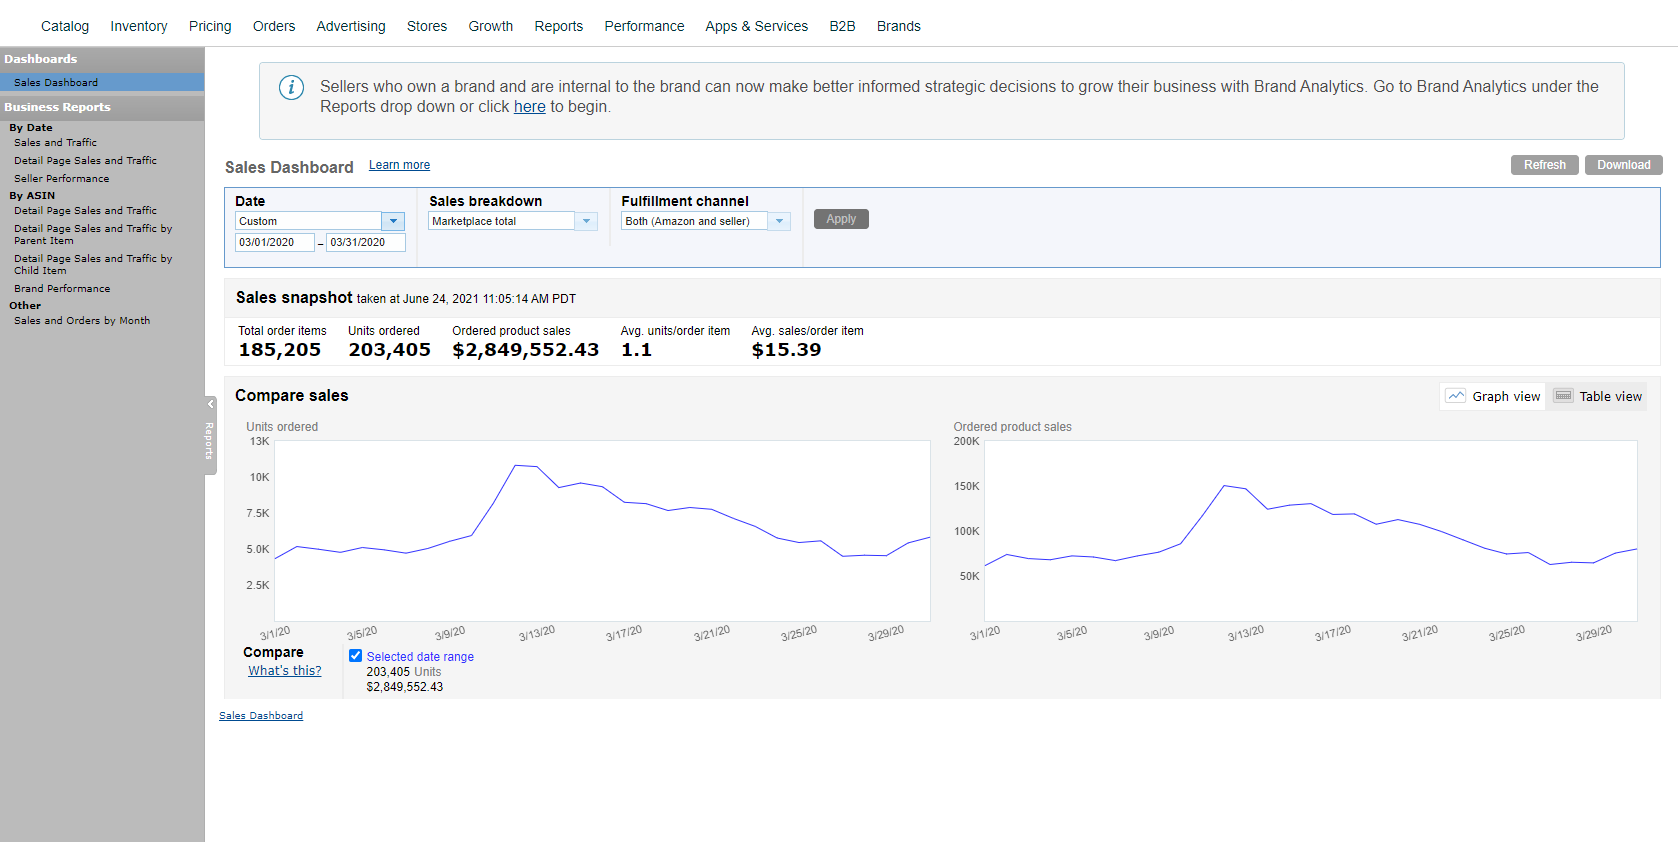 Catalog Inventory Pricing Orders Advertising Stores Growth Reports Performance Apps & Services B2B Brands
Dashboards
Sales Dashboard
Business Reports
By Date
Sales and Traffic
Detail Page Sales and Traffic
Seller Performance
By ASIN
Detail Page Sales and Traffic
Detail Page Sales and Traffic by
Parent Item
Detail Page Sales and Traffic by
Child Item
Brand Performance
Other
Sales and Orders by Month
Reports
Sellers who own a brand and are internal to the brand can now make better informed strategic decisions to grow their business with Brand Analytics. Go to Brand Analytics under the
Reports drop down or click here to begin.
Sales Dashboard Learn more
Refresh Download
Date Sales breakdown Fulfillment channel
Custom Marketplace total Both (Amazon and seller) Apply
03/01/2020 – 03/31/2020
Sales snapshot taken at June 24, 2021 11:05:14 AM PDT
Total order items Units ordered Ordered product sales Avg. units/order item Avg. sales/order item
185,205 203,405 $2,849,552.43 1.1 $15.39
Compare sales
Graph view Table view
Units ordered
13K
10K
7.5K
5.0K
2.5K
3/1/20 3/5/20 3/9/20 3/13/20 3/17/20 3/21/20 3/25/20 3/29/20
Ordered product sales
200K
150K
100K
50K
3/1/20 3/5/20 3/9/20 3/13/20 3/17/20 3/21/20 3/25/20 3/29/20
Compare
What's this?
Selected date range
203,405 Units
$2,849,552.43
Sales Dashboard